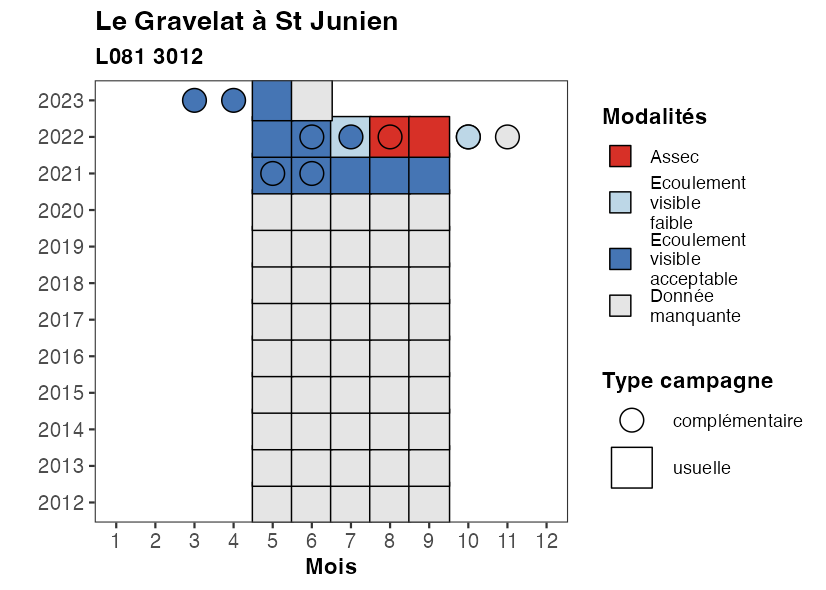 Le Gravelat à St Junien
L081 3012
2023
2022
2021
2020
2019
2018
2017
2016
2015
2014
2013
2012
1 2 3 4 5 6 7 8 9 10 11 12
Mois
Modalités
Assec
Ecoulement
visible
faible
Ecoulement
visible
acceptable
Donnée
manquante
Type campagne
complémentaire
usuelle